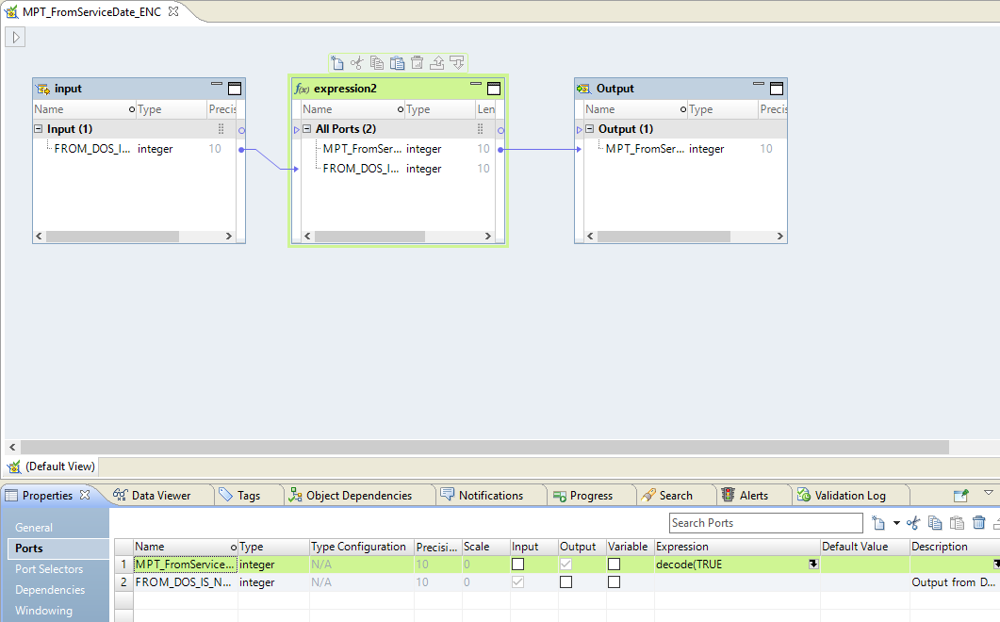 MPT_FromServiceDate_ENC
input
Name Type Precis
Input (1)
FROM_DOS_I... integer 10
f(x) expression2
Name Type Len
All Ports (2)
MPT_FromSer... integer 10
FROM_DOS_I... integer 10
Output
Name Type Precis
Output (1)
MPT_FromSer... integer 10
(Default View)
Properties Data Viewer Tags Object Dependencies Notifications Progress Search Alerts Validation Log
General
Ports
Port Selectors
Dependencies
Windowing
Search Ports
Name Type Type Configuration Precisi... Scale Input Output Variable Expression Default Value Description
1 MPT_FromService... integer N/A 10 0 decode(TRUE
2 FROM_DOS_IS_N... integer N/A 10 0 Output from D...